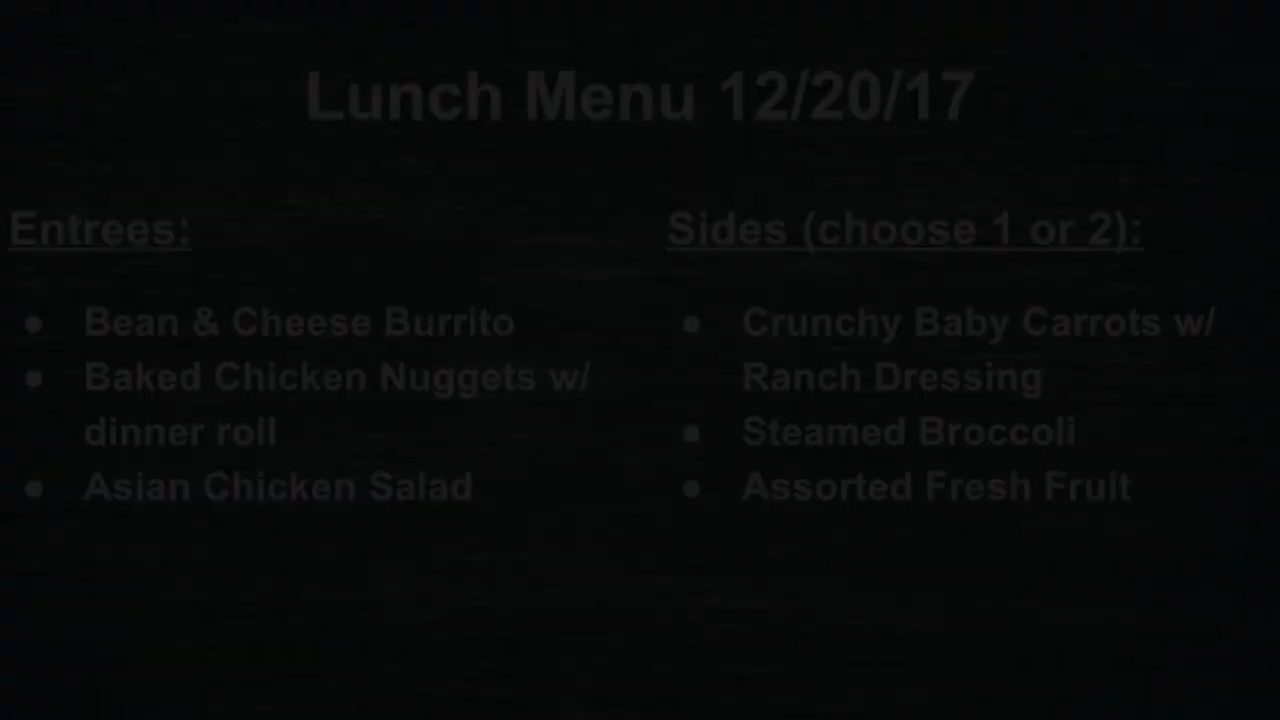 Lunch Menu 12/20/17
Entrees:
● Bean & Cheese Burrito
● Baked Chicken Nuggets w/
dinner roll
● Asian Chicken Salad
Sides (choose 1 or 2):
● Crunchy Baby Carrots w/
Ranch Dressing
● Steamed Broccoli
● Assorted Fresh Fruit